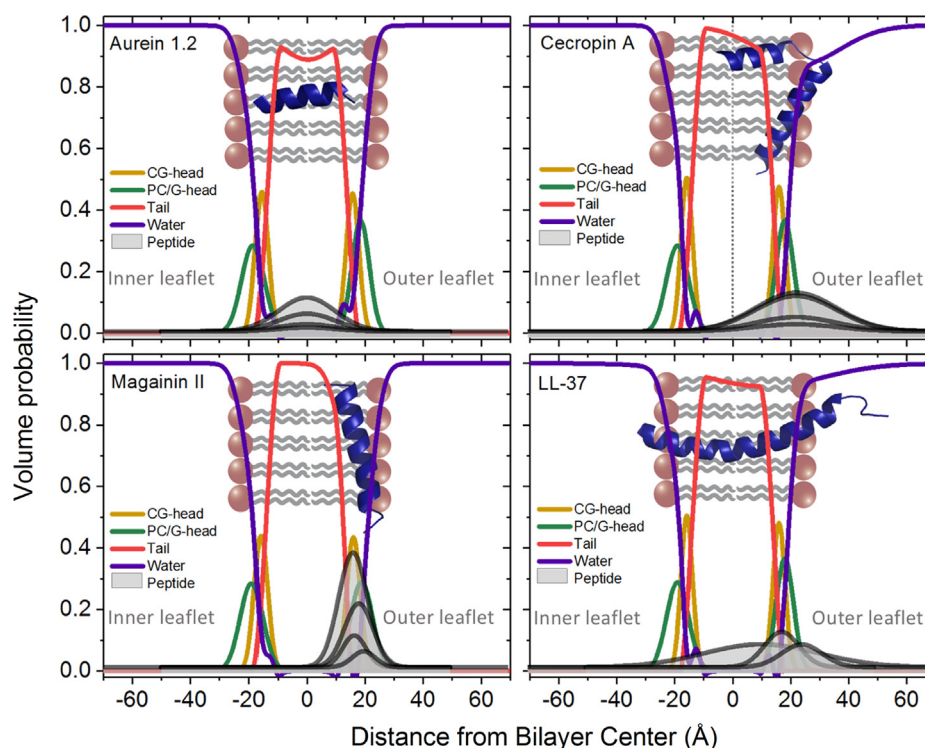 Volume probability
Aurein 1.2
1.0
0.8
0.6
0.4
0.2
0.0
CG-head
PC/G-head
Tail
Water
Peptide
Inner leaflet
Outer leaflet
Cecropin A
CG-head
PC/G-head
Tail
Water
Peptide
Inner leaflet
Outer leaflet
Magainin II
1.0
0.8
0.6
0.4
0.2
0.0
CG-head
PC/G-head
Tail
Water
Peptide
Inner leaflet
Outer leaflet
-60 -40 -20 0 20 40 60
LL-37
CG-head
PC/G-head
Tail
Water
Peptide
Inner leaflet
Outer leaflet
-60 -40 -20 0 20 40 60
Distance from Bilayer Center (Å)